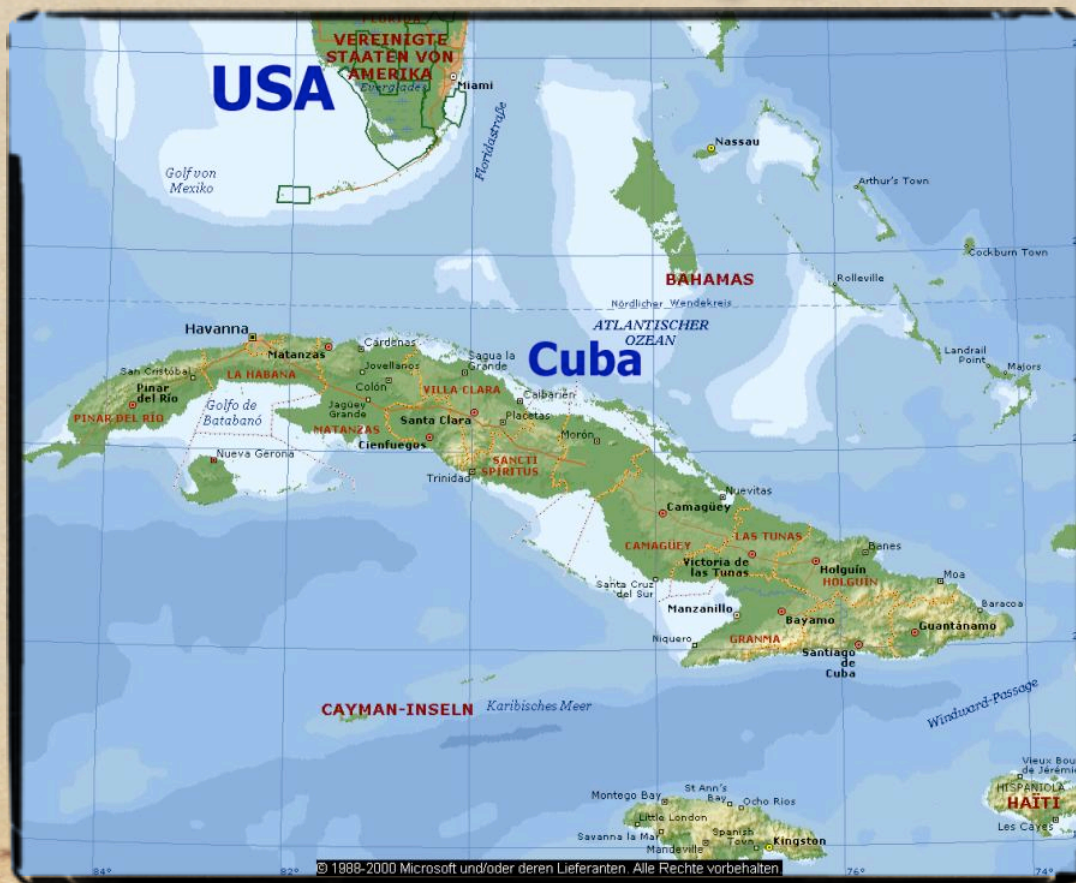 FLORIDA
VEREINIGTE
STAATEN VON
AMERIKA
USA
Everglades
Miami
Floridastraße
Golf von
Mexiko
Nassau
Arthur's Town
Cockburn Town
BAHAMAS
Rolleville
Nördlicher Wendekreis
ATLANTISCHER
OZEAN
Landrail
Point
Majors
Cuba
Havanna
Matanzas
Cárdenas
San Cristóbal
LA HABANA
Jovellanos
Colón
Sagua la
Grande
Pinar
del Río
PINAR DEL RÍO
Golfo de
Batabanó
Jagüey
Grande
VILLA CLARA
Caibarién
MATANZAS
Santa Clara
Placetas
Cienfuegos
Morón
Nueva Gerona
SANCTI
SPÍRITUS
Trinidad
Nuevitas
Camagüey
CAMAGÜEY
LAS TUNAS
Banes
Victoria de
las Tunas
Holguín
HOLGUÍN
Moa
Santa Cruz
del Sur
Manzanillo
Bayamo
Baracoa
Guantánamo
Niquero
GRANMA
Santiago
de
Cuba
Windward-Passage
CAYMAN-INSELN
Karibisches Meer
Vieux Bou
de Jérémie
HISPANIOLA
HAÏTI
Les Cayes
Montego Bay
St Ann's
Bay
Ocho Rios
Little London
Savanna la Mar
Spanish
Town
Mandeville
Kingston
84°
82°
76°
74°
© 1988-2000 Microsoft und/oder deren Lieferanten. Alle Rechte vorbehalten.